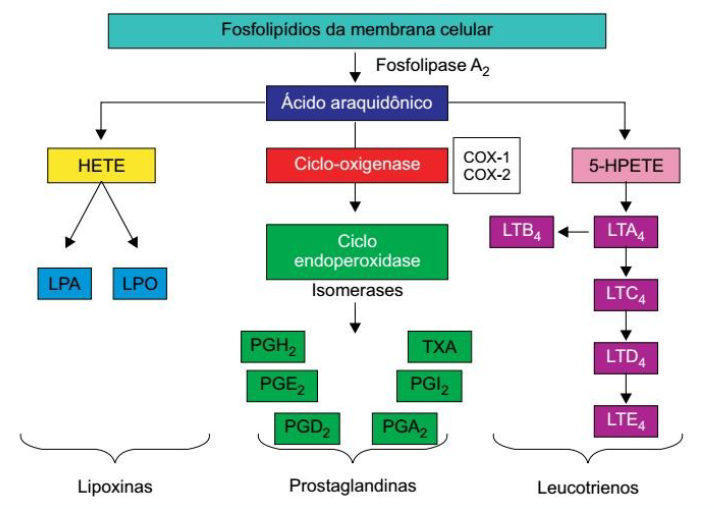 Fosfolipídios da membrana celular
Fosfolipase A₂
Ácido araquidônico
HETE
Ciclo-oxigenase
COX-1
COX-2
5-HPETE
LTB₄
LTA₄
Ciclo
endoperoxidase
LPA
LPO
Isomerases
LTC₄
PGH₂
TXA
LTD₄
PGE₂
PGI₂
PGD₂
PGA₂
LTE₄
Lipoxinas
Prostaglandinas
Leucotrienos